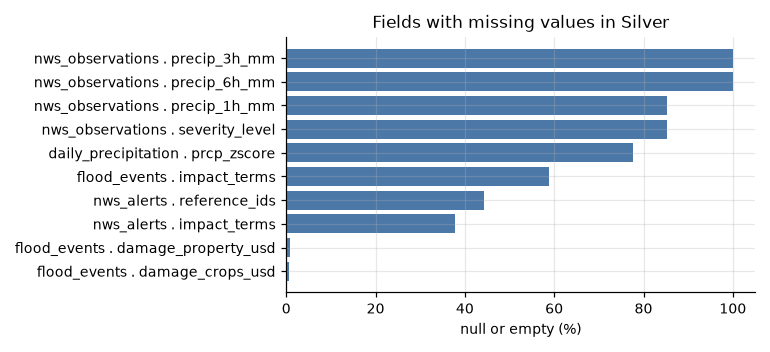 Fields with missing values in Silver
nws_observations . precip_3h_mm
nws_observations . precip_6h_mm
nws_observations . precip_1h_mm
nws_observations . severity_level
daily_precipitation . prcp_zscore
flood_events . impact_terms
nws_alerts . reference_ids
nws_alerts . impact_terms
flood_events . damage_property_usd
flood_events . damage_crops_usd
0 20 40 60 80 100
null or empty (%)